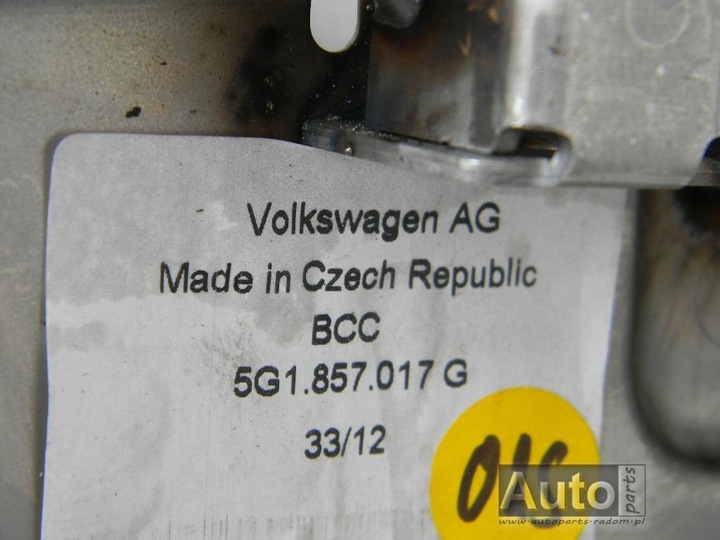 Volkswagen AG
Made in Czech Republic
BCC
5G1.857.017 G
33/12
Auto parts
www.autoparts-radom.pl